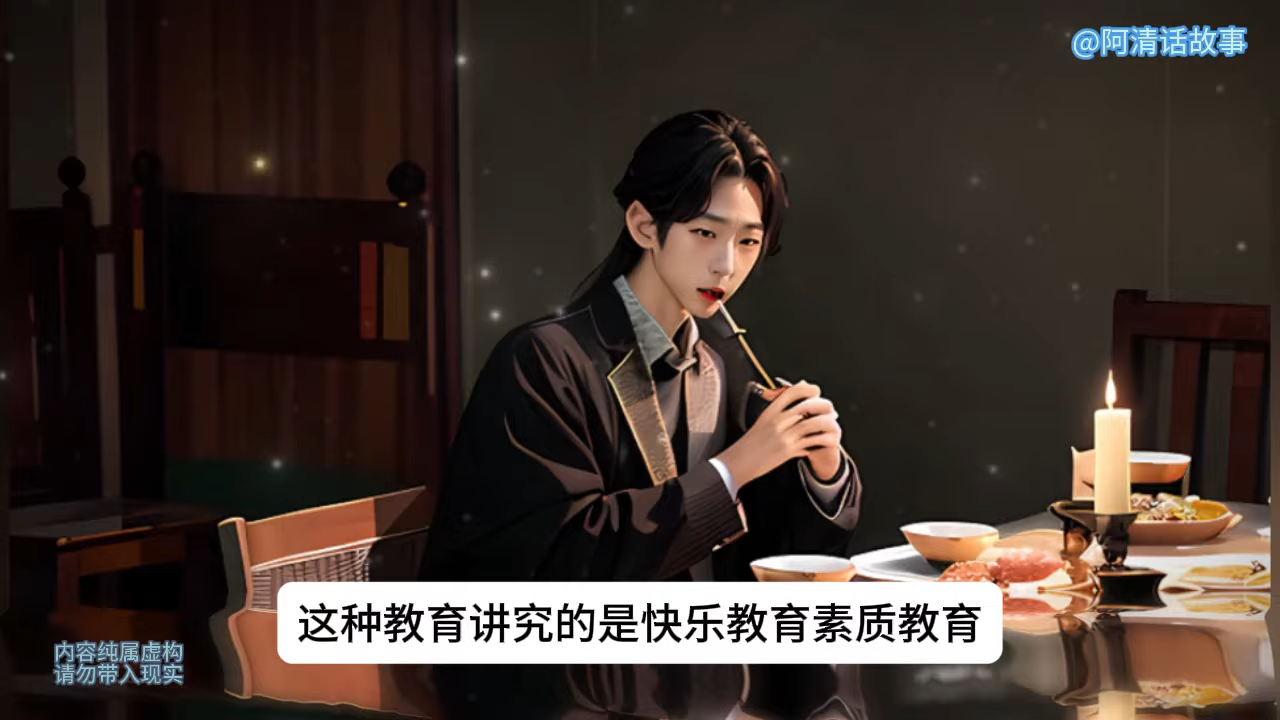 @阿清话故事
这种教育讲究的是快乐教育素质教育
内容纯属虚构
请勿带入现实